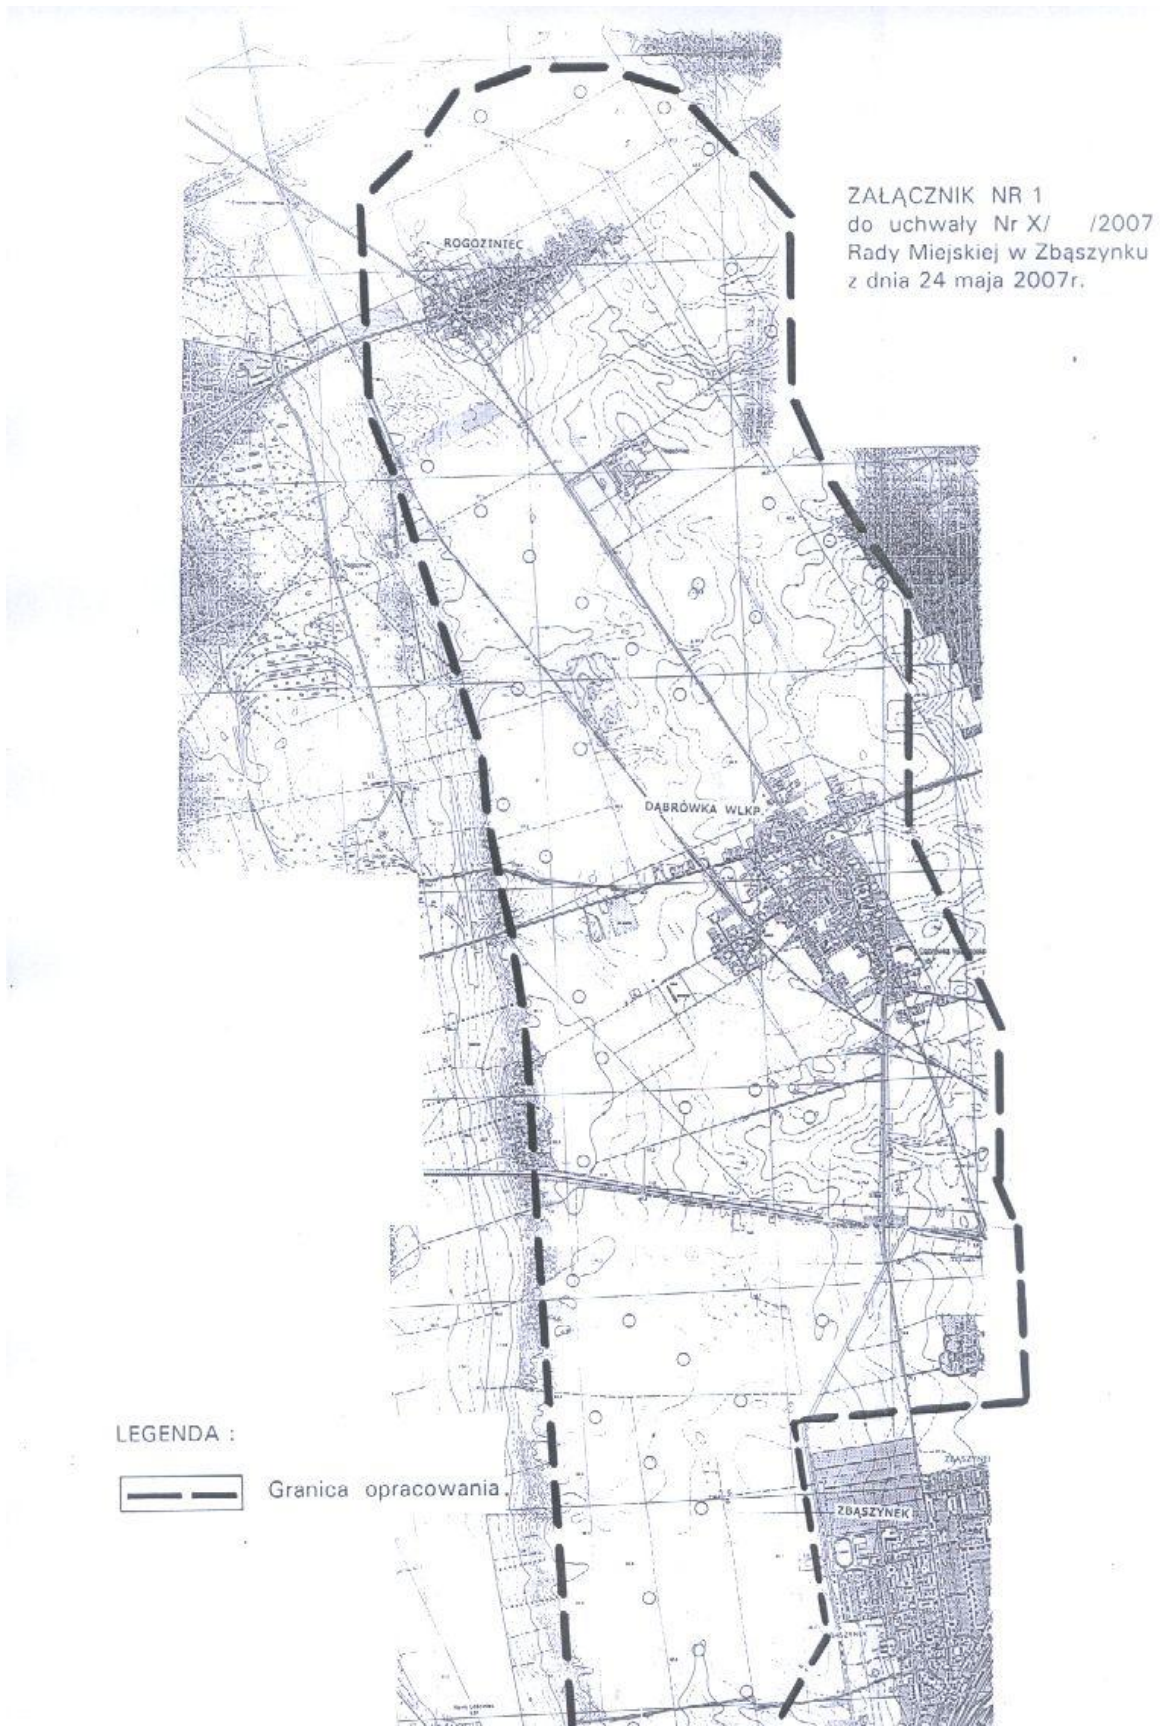 ZAŁĄCZNIK NR 1
do uchwały Nr X/ /2007
Rady Miejskiej w Zbąszynku
z dnia 24 maja 2007r.
ROGOZINIEC
DĄBRÓWKA WLKP.
LEGENDA :
Granica opracowania
ZBĄSZYNEK